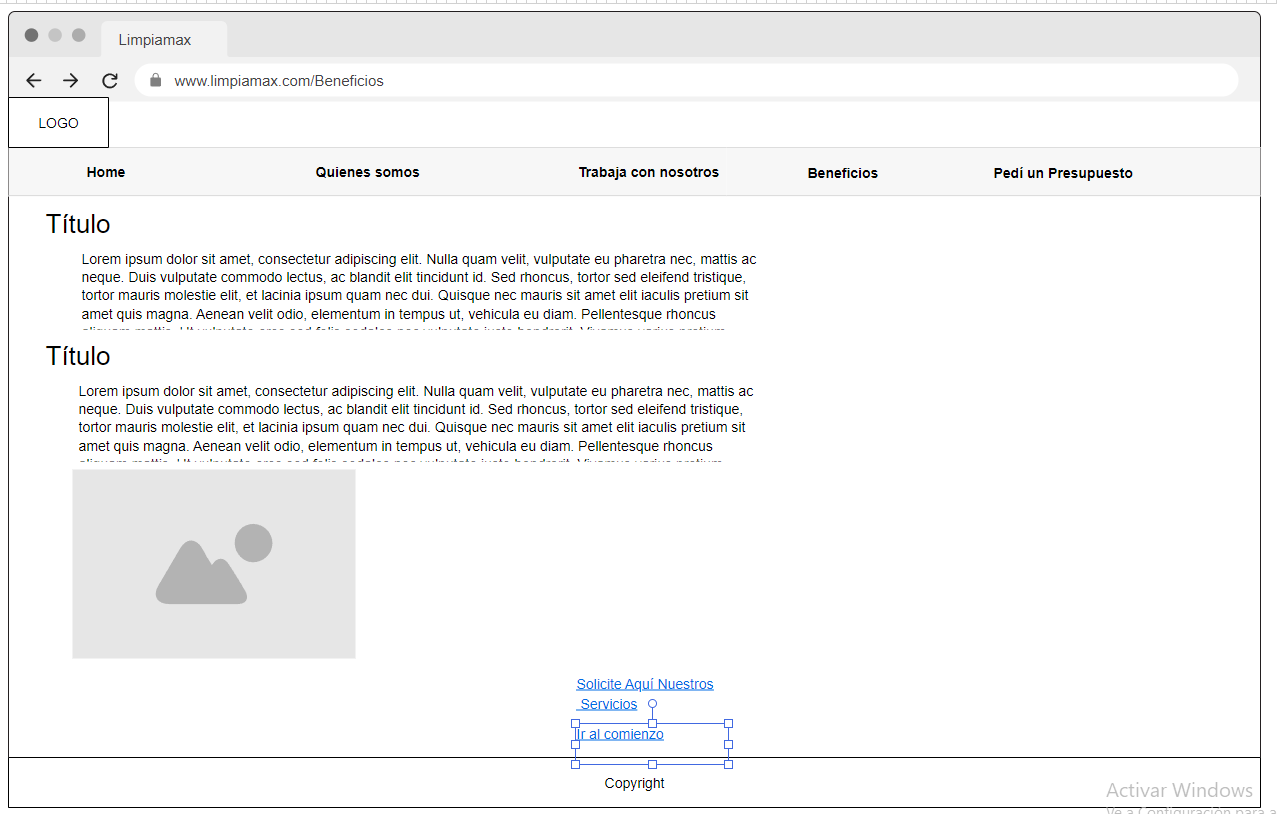 Limpiamax
www.limpiamax.com/Beneficios
LOGO
Home Quienes somos Trabaja con nosotros Beneficios Pedí un Presupuesto
Título
Lorem ipsum dolor sit amet, consectetur adipiscing elit. Nulla quam velit, vulputate eu pharetra nec, mattis ac
neque. Duis vulputate commodo lectus, ac blandit elit tincidunt id. Sed rhoncus, tortor sed eleifend tristique,
tortor mauris molestie elit, et lacinia ipsum quam nec dui. Quisque nec mauris sit amet elit iaculis pretium sit
amet quis magna. Aenean velit odio, elementum in tempus ut, vehicula eu diam. Pellentesque rhoncus
Título
Lorem ipsum dolor sit amet, consectetur adipiscing elit. Nulla quam velit, vulputate eu pharetra nec, mattis ac
neque. Duis vulputate commodo lectus, ac blandit elit tincidunt id. Sed rhoncus, tortor sed eleifend tristique,
tortor mauris molestie elit, et lacinia ipsum quam nec dui. Quisque nec mauris sit amet elit iaculis pretium sit
amet quis magna. Aenean velit odio, elementum in tempus ut, vehicula eu diam. Pellentesque rhoncus
Solicite Aquí Nuestros
Servicios
Ir al comienzo
Copyright
Activar Windows
Ve a Configuración para a